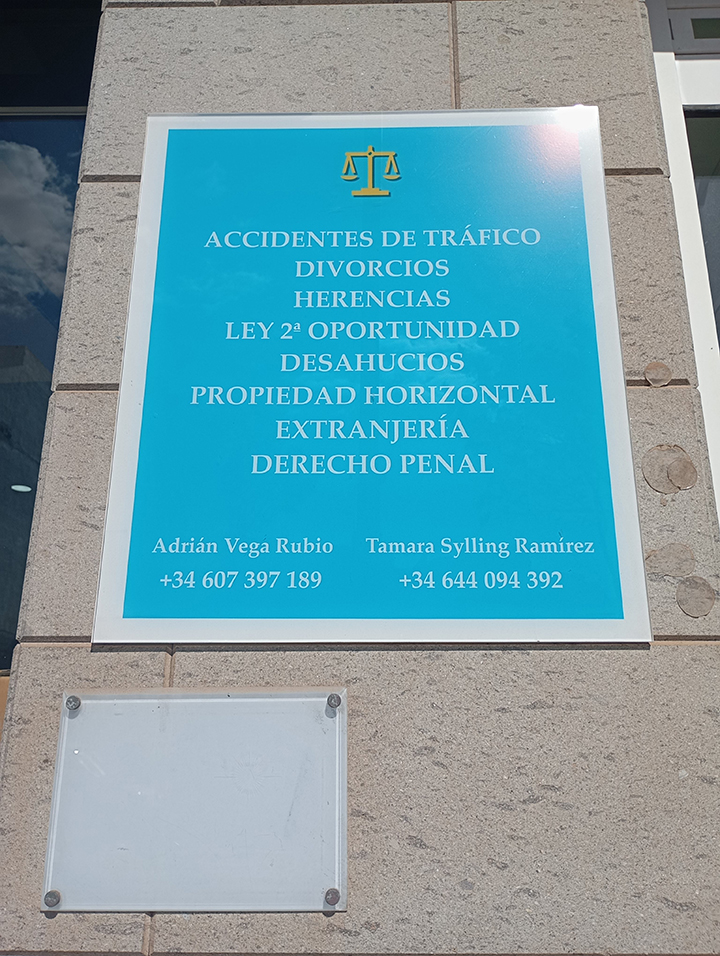 ACCIDENTES DE TRÁFICO
DIVORCIOS
HERENCIAS
LEY 2ª OPORTUNIDAD
DESAHUCIOS
PROPIEDAD HORIZONTAL
EXTRANJERÍA
DERECHO PENAL
Adrián Vega Rubio Tamara Sylling Ramírez
+34 607 397 189 +34 644 094 392